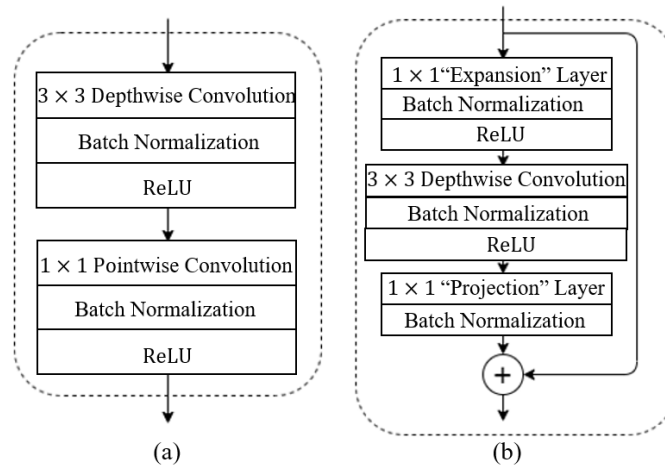 3 × 3 Depthwise Convolution
Batch Normalization
ReLU
1 × 1 Pointwise Convolution
Batch Normalization
ReLU
(a)
1 × 1“Expansion” Layer
Batch Normalization
ReLU
3 × 3 Depthwise Convolution
Batch Normalization
ReLU
1 × 1 “Projection” Layer
Batch Normalization
+
(b)